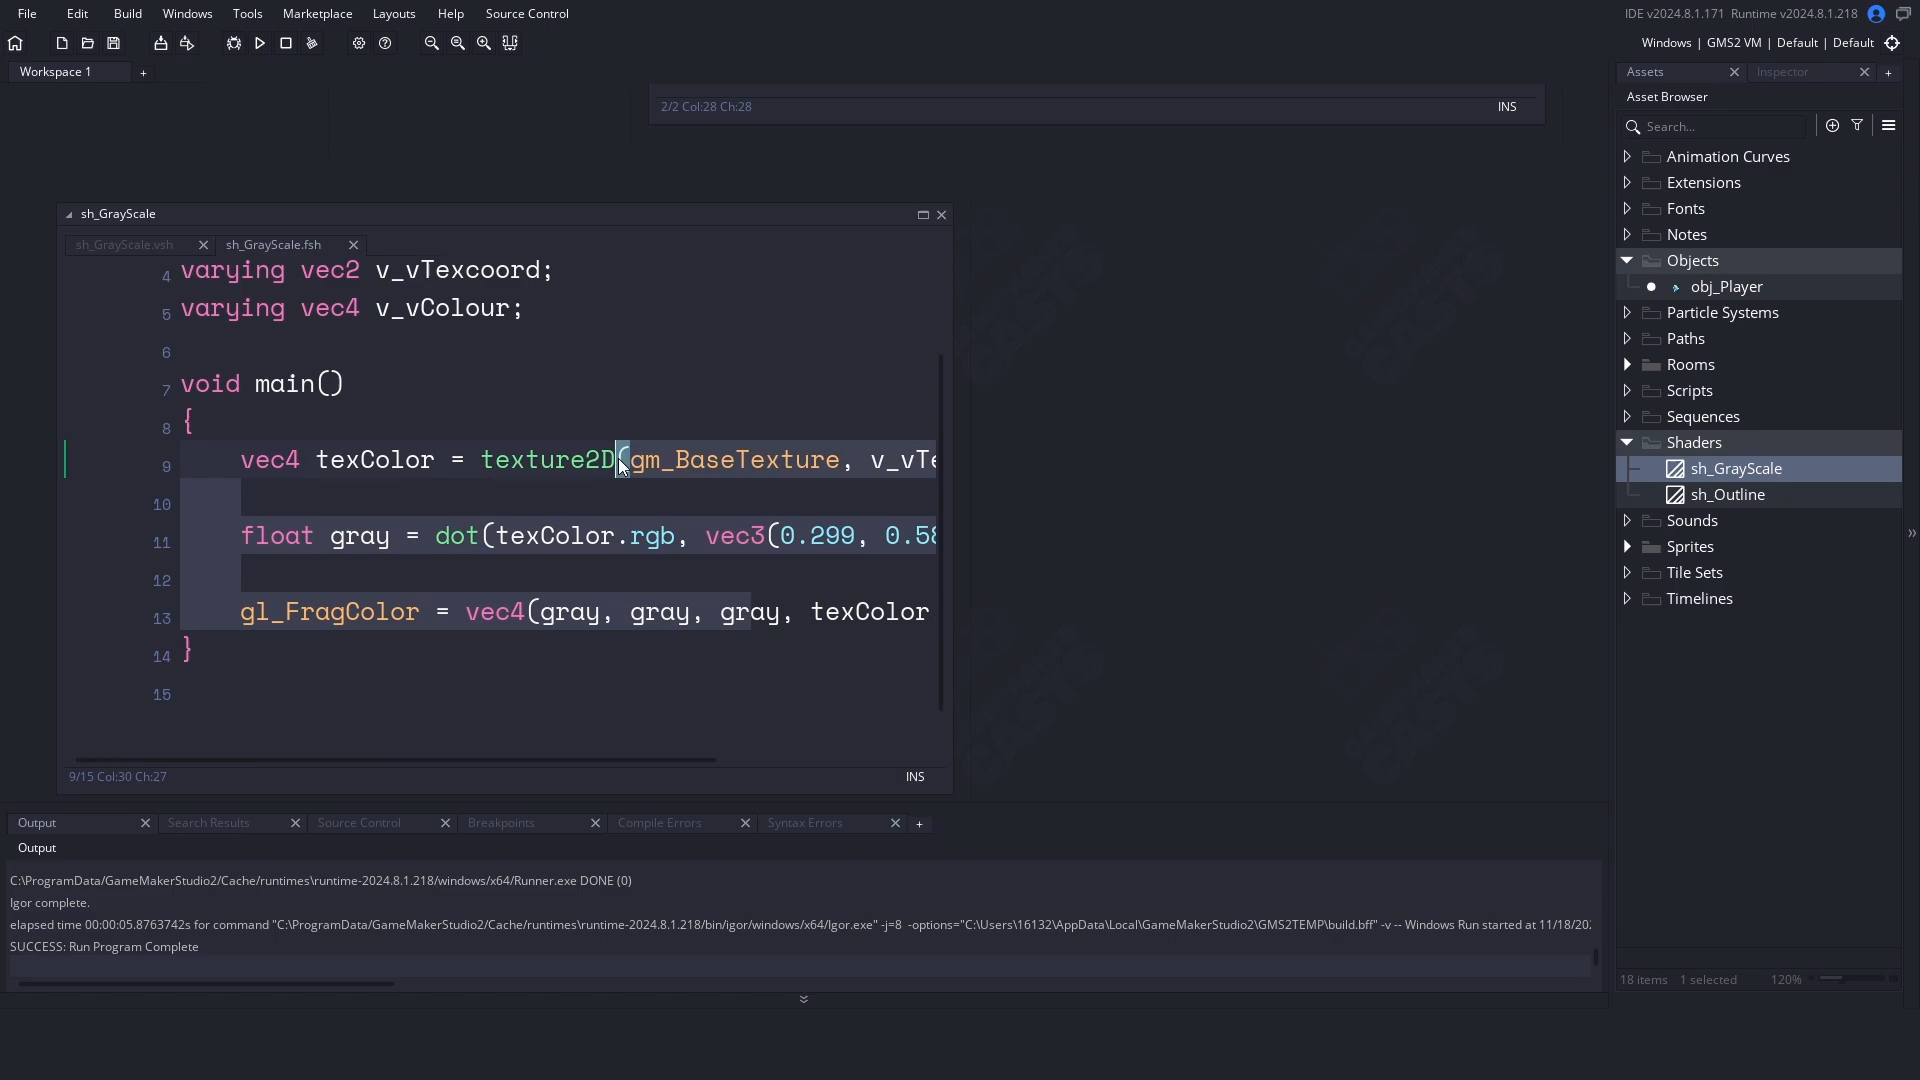 File Edit Build Windows Tools Marketplace Layouts Help Source Control
IDE v2024.8.1.171 Runtime v2024.8.1.218
Windows | GMS2 VM | Default | Default
Workspace 1
+
Assets
Inspector
+
Asset Browser
Search...
2/2 Col:28 Ch:28
INS
Animation Curves
Extensions
Fonts
Notes
Objects
obj_Player
Particle Systems
Paths
Rooms
Scripts
Sequences
Shaders
sh_GrayScale
sh_Outline
Sounds
Sprites
Tile Sets
Timelines
18 items 1 selected 120%
sh_GrayScale
sh_GrayScale.vsh
sh_GrayScale.fsh
4 varying vec2 v_vTexcoord;
5 varying vec4 v_vColour;
6
7 void main()
8 {
9 vec4 texColor = texture2D(gm_BaseTexture, v_vTe
10
11 float gray = dot(texColor.rgb, vec3(0.299, 0.58
12
13 gl_FragColor = vec4(gray, gray, gray, texColor
14 }
15
9/15 Col:30 Ch:27
INS
Output
Search Results
Source Control
Breakpoints
Compile Errors
Syntax Errors
+
Output
C:\ProgramData/GameMakerStudio2/Cache/runtimes\runtime-2024.8.1.218/windows/x64/Runner.exe DONE (0)
Igor complete.
elapsed time 00:00:05.8763742s for command "C:\ProgramData/GameMakerStudio2/Cache/runtimes\runtime-2024.8.1.218/bin/igor/windows/x64/Igor.exe" -j=8 -options="C:\Users\16132\AppData\Local\GameMakerStudio2\GMS2TEMP\build.bff" -v -- Windows Run started at 11/18/202
SUCCESS: Run Program Complete